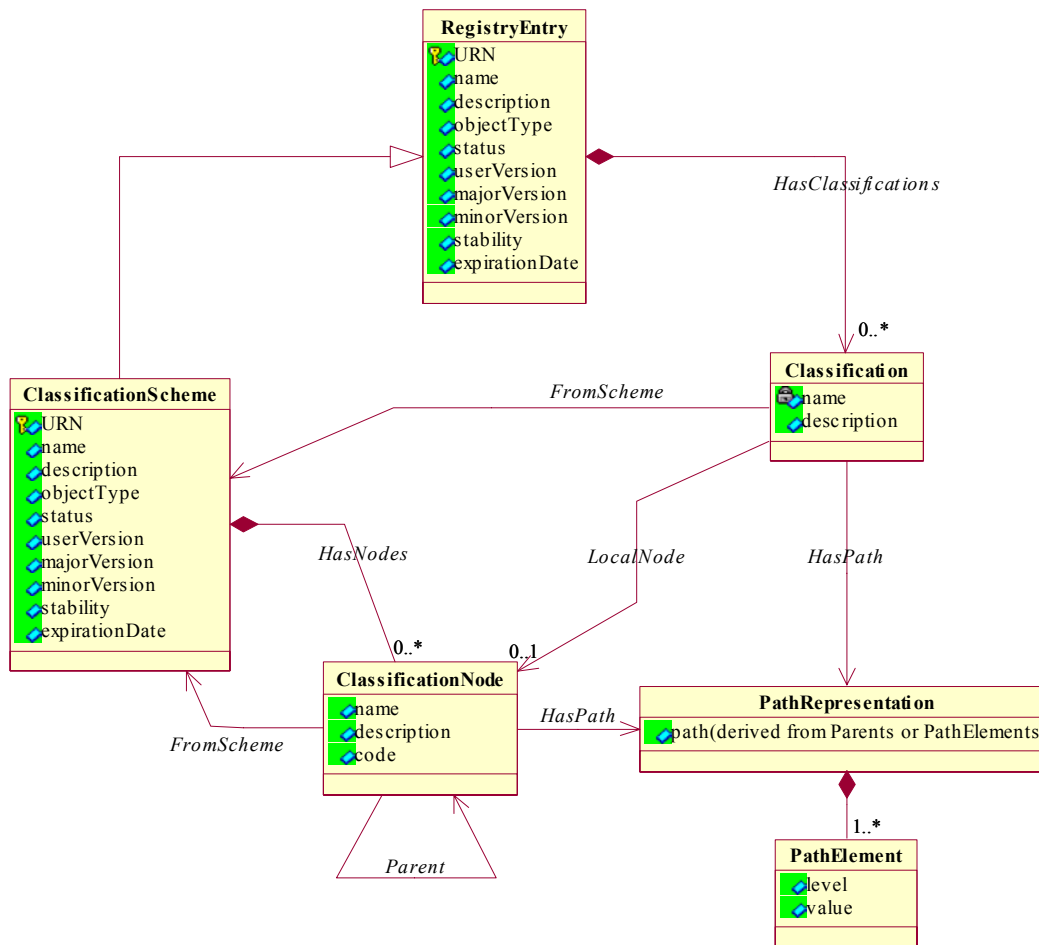 RegistryEntry
URN
name
description
objectType
status
userVersion
majorVersion
minorVersion
stability
expirationDate
HasClassifications
0..*
Classification
name
description
FromScheme
ClassificationScheme
URN
name
description
objectType
status
userVersion
majorVersion
minorVersion
stability
expirationDate
HasNodes
LocalNode
HasPath
0..*
0..1
ClassificationNode
name
description
code
FromScheme
HasPath
PathRepresentation
path(derived from Parents or PathElements
Parent
1..*
PathElement
level
value